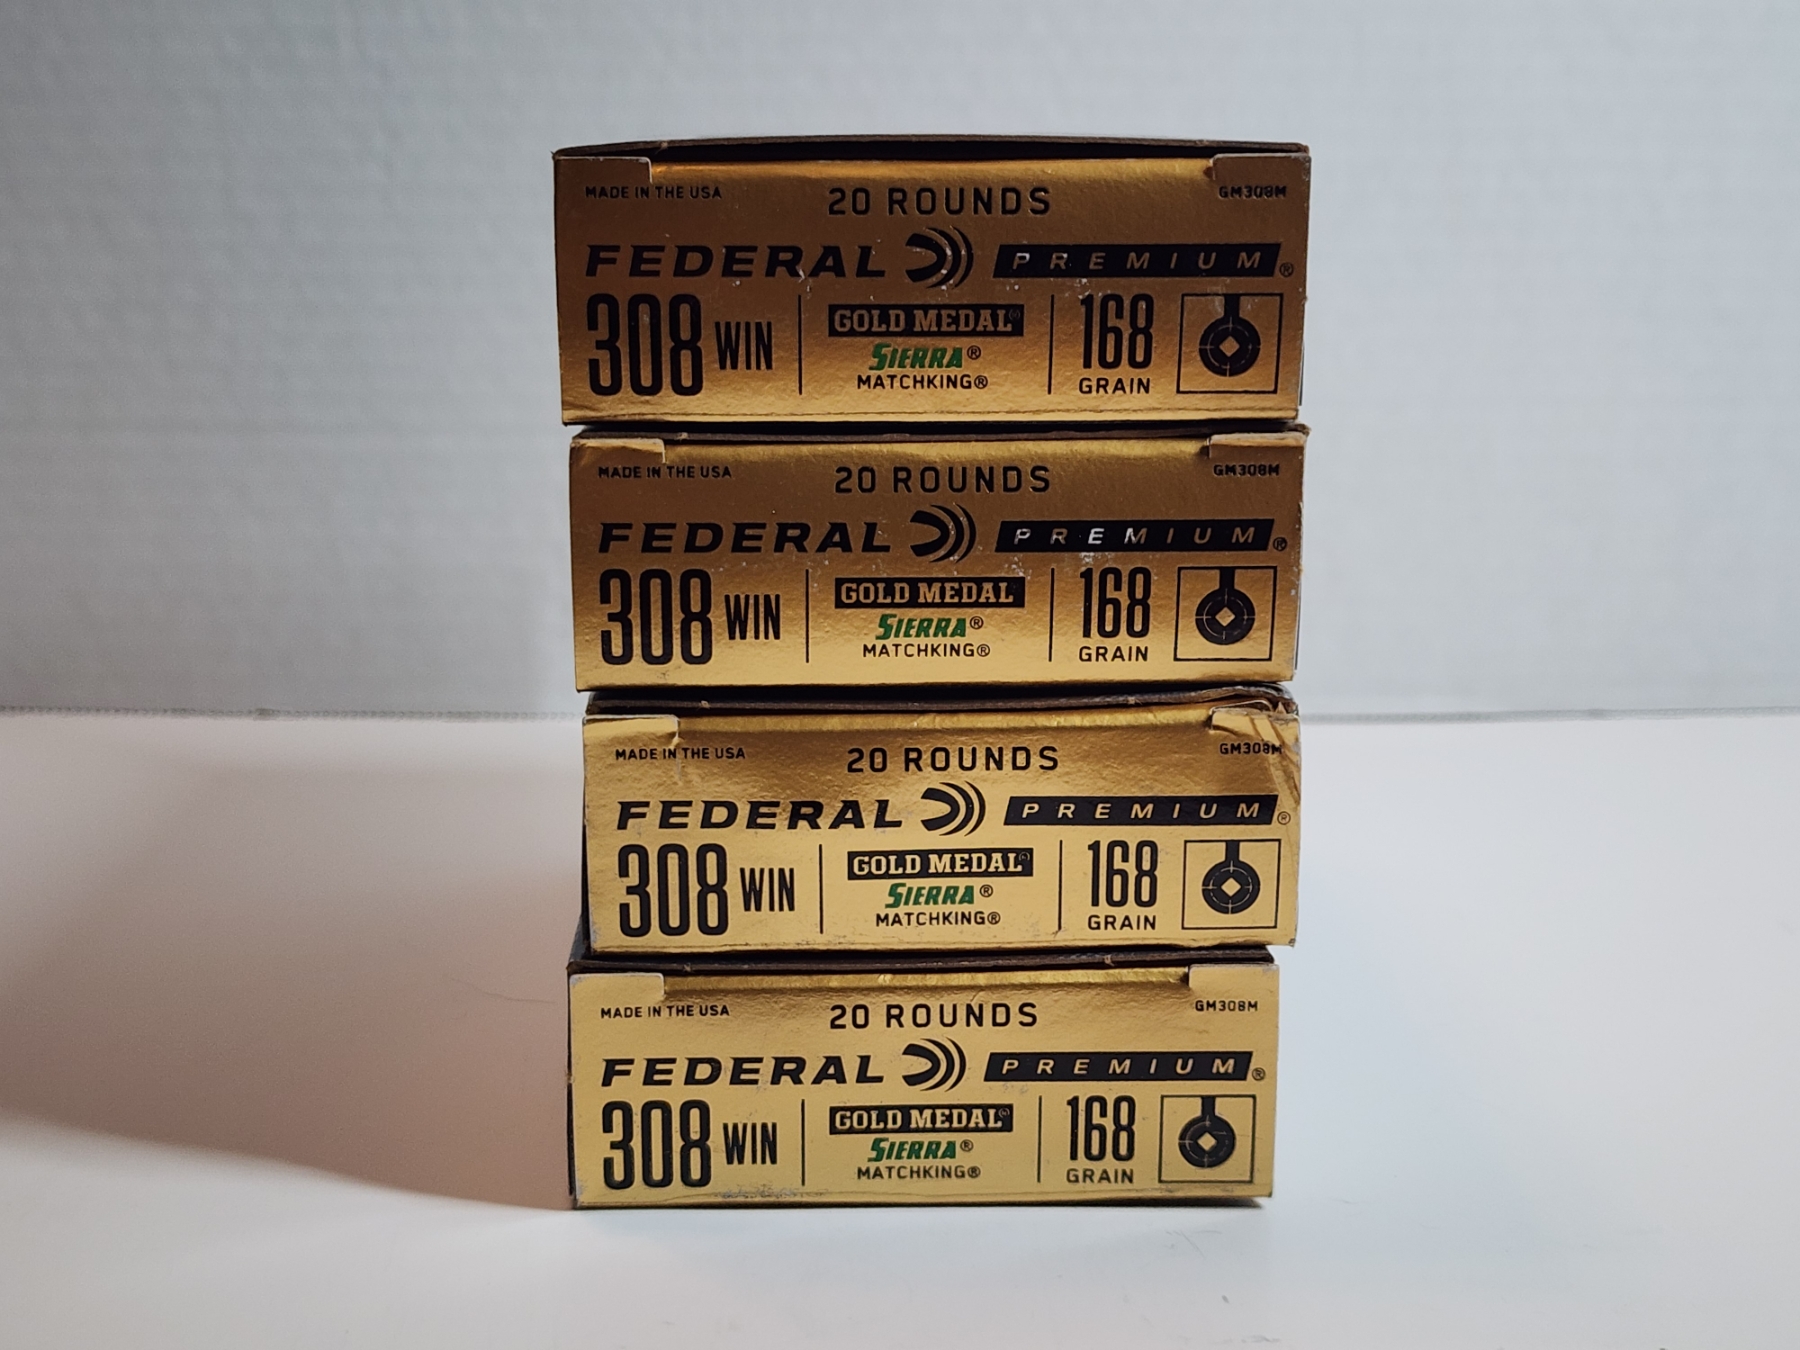 MADE IN THE USA 20 ROUNDS GM308M
FEDERAL PREMIUM®
308 WIN GOLD MEDAL® 168
SIERRA®
MATCHKING® GRAIN
MADE IN THE USA 20 ROUNDS GM308M
FEDERAL PREMIUM®
308 WIN GOLD MEDAL 168
SIERRA®
MATCHKING® GRAIN
MADE IN THE USA 20 ROUNDS GM308M
FEDERAL PREMIUM®
308 WIN GOLD MEDAL® 168
SIERRA®
MATCHKING® GRAIN
MADE IN THE USA 20 ROUNDS GM308M
FEDERAL PREMIUM®
308 WIN GOLD MEDAL® 168
SIERRA®
MATCHKING® GRAIN